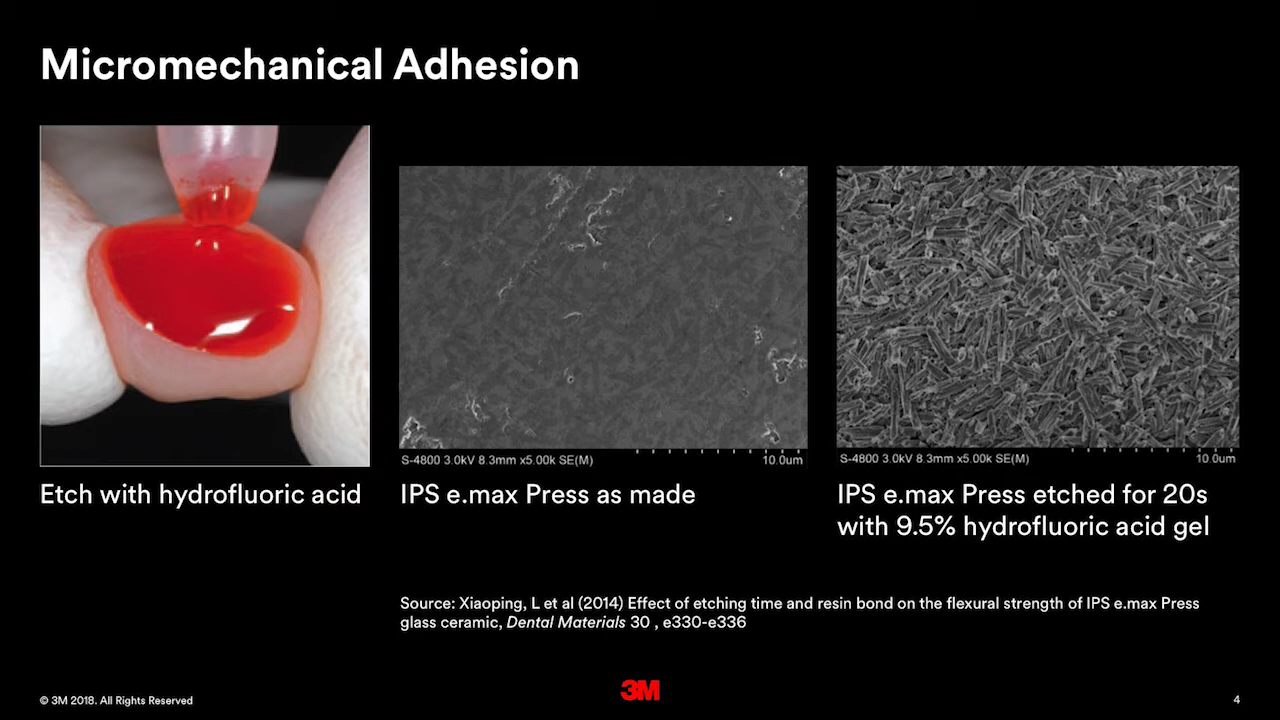 Micromechanical Adhesion
S-4800 3.0kV 8.3mm x5.00k SE(M)
10.0um
S-4800 3.0kV 8.3mm x5.00k SE(M)
10.0um
Etch with hydrofluoric acid
IPS e.max Press as made
IPS e.max Press etched for 20s
with 9.5% hydrofluoric acid gel
Source: Xiaoping, L et al (2014) Effect of etching time and resin bond on the flexural strength of IPS e.max Press
glass ceramic, Dental Materials 30 , e330-e336
© 3M 2018. All Rights Reserved
3M
4